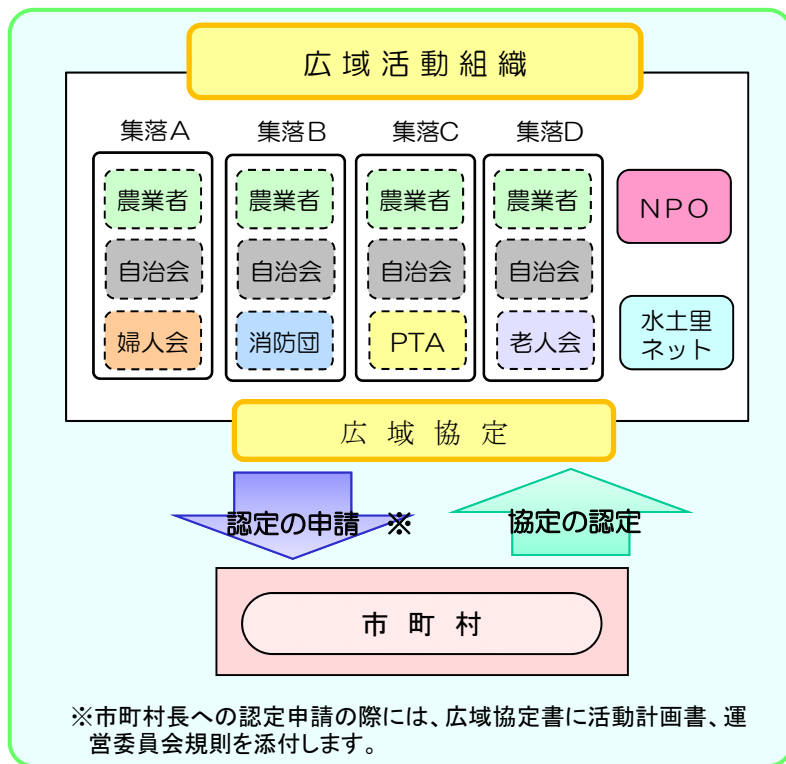 広域活動組織
集落A 集落B 集落C 集落D
農業者 農業者 農業者 農業者
NPO
自治会 自治会 自治会 自治会
婦人会 消防団 PTA 老人会
水土里
ネット
広域協定
認定の申請 ※
協定の認定
市町村
※市町村長への認定申請の際には、広域協定書に活動計画書、運
営委員会規則を添付します。